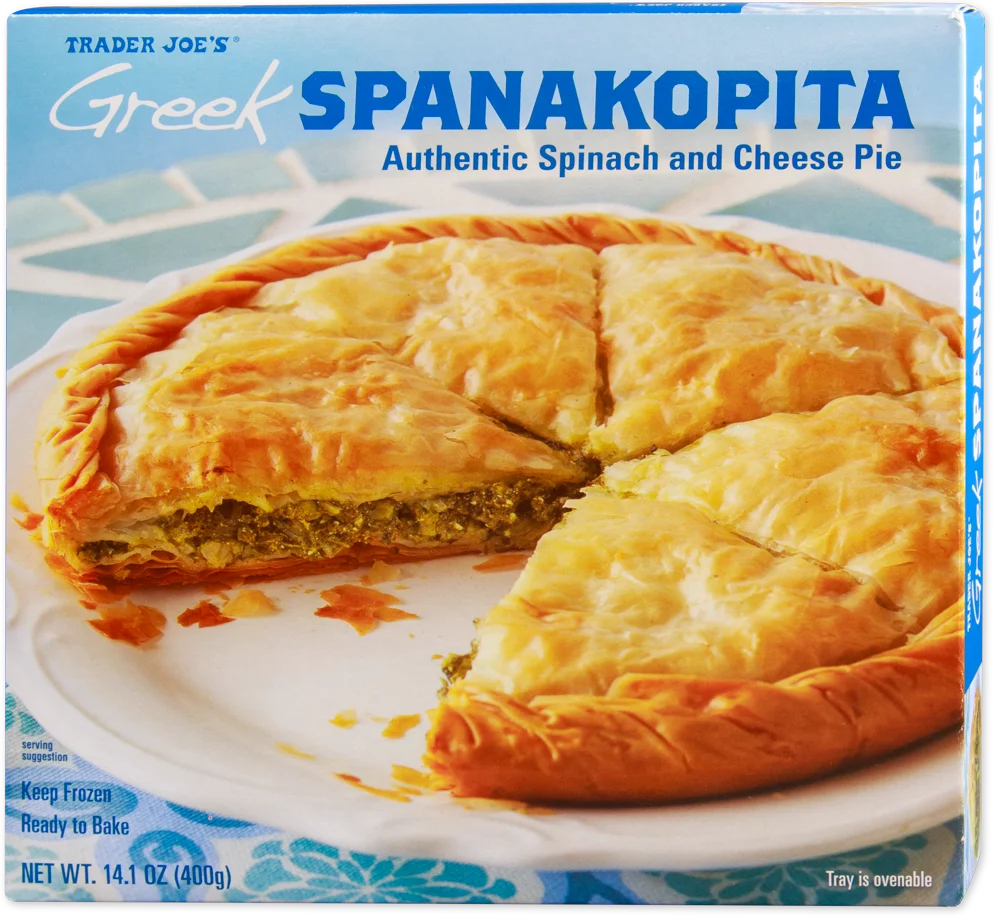 TRADER JOE'S®
Greek SPANAKOPITA
Authentic Spinach and Cheese Pie
serving
suggestion
Keep Frozen
Ready to Bake
NET WT. 14.1 OZ (400g)
Tray is ovenable
TRADER JOE'S®
Greek SPANAKOPITA